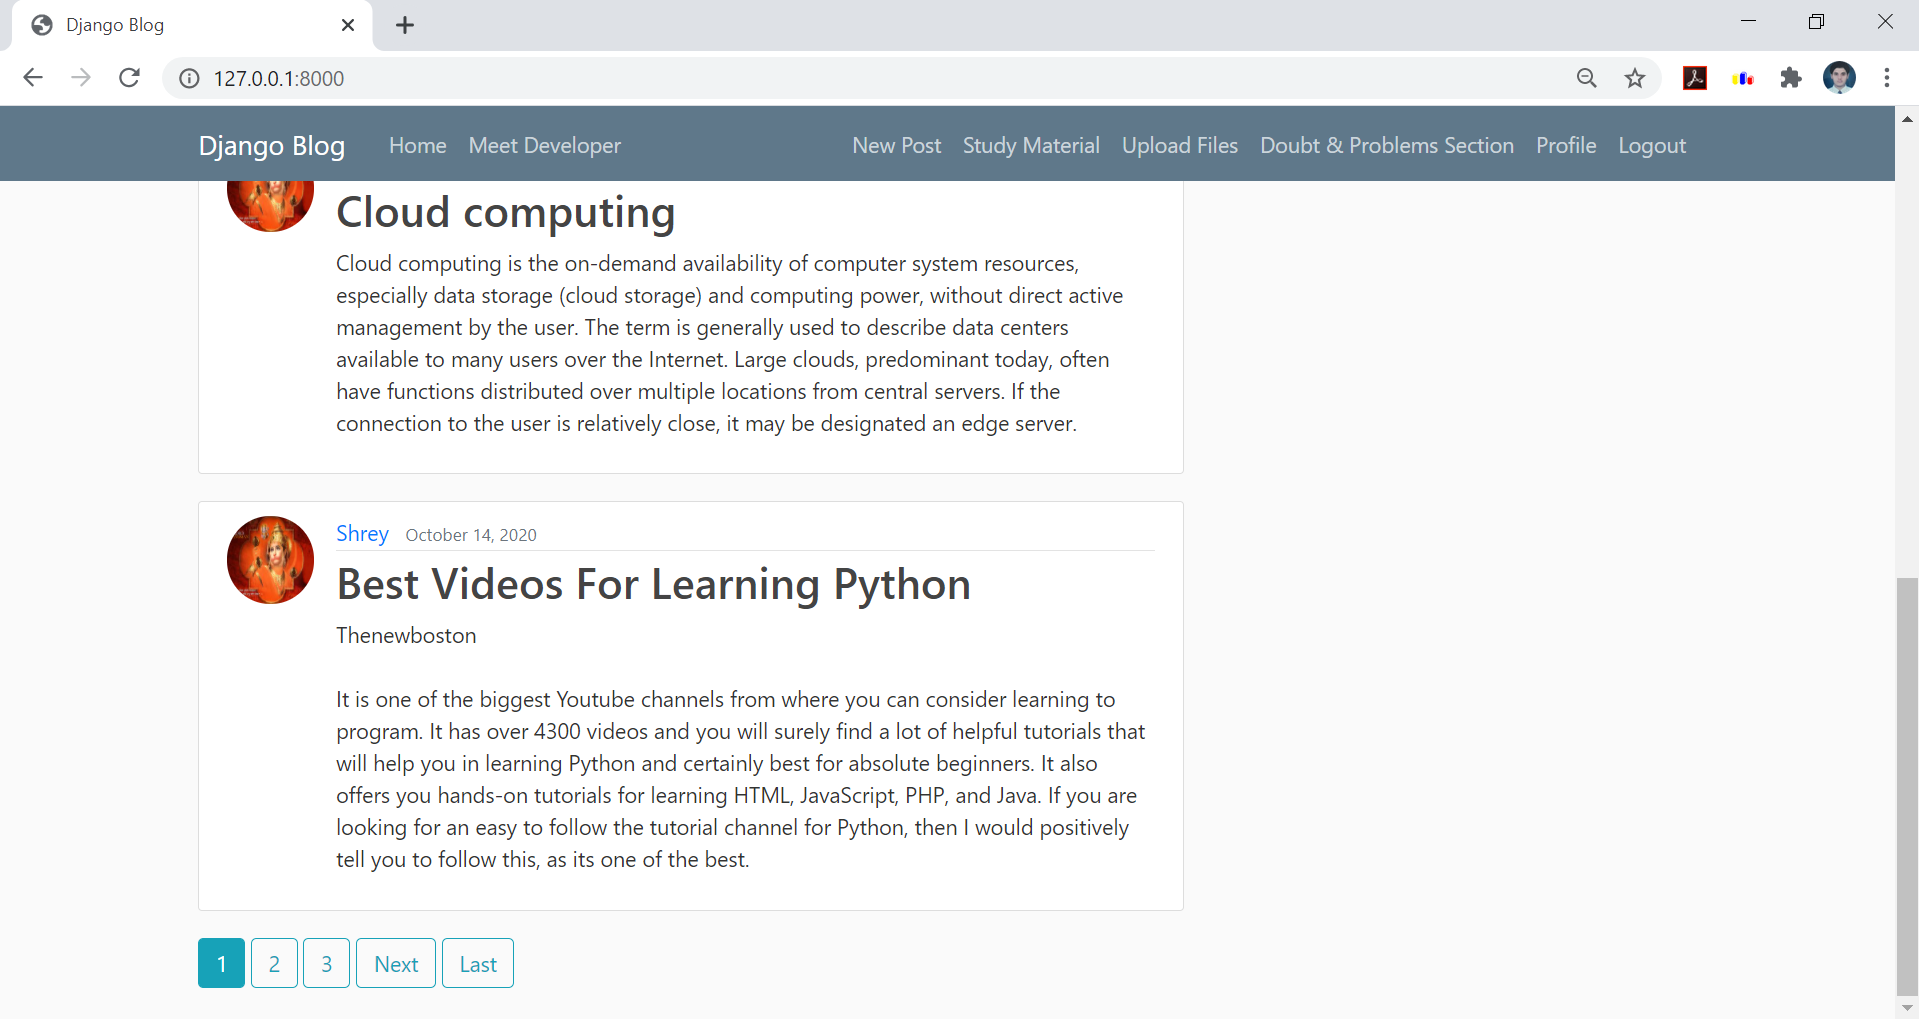 Django Blog
127.0.0.1:8000
Django Blog Home Meet Developer New Post Study Material Upload Files Doubt & Problems Section Profile Logout
Cloud computing
Cloud computing is the on-demand availability of computer system resources,
especially data storage (cloud storage) and computing power, without direct active
management by the user. The term is generally used to describe data centers
available to many users over the Internet. Large clouds, predominant today, often
have functions distributed over multiple locations from central servers. If the
connection to the user is relatively close, it may be designated an edge server.
Shrey October 14, 2020
Best Videos For Learning Python
Thenewboston
It is one of the biggest Youtube channels from where you can consider learning to
program. It has over 4300 videos and you will surely find a lot of helpful tutorials that
will help you in learning Python and certainly best for absolute beginners. It also
offers you hands-on tutorials for learning HTML, JavaScript, PHP, and Java. If you are
looking for an easy to follow the tutorial channel for Python, then I would positively
tell you to follow this, as its one of the best.
1 2 3 Next Last